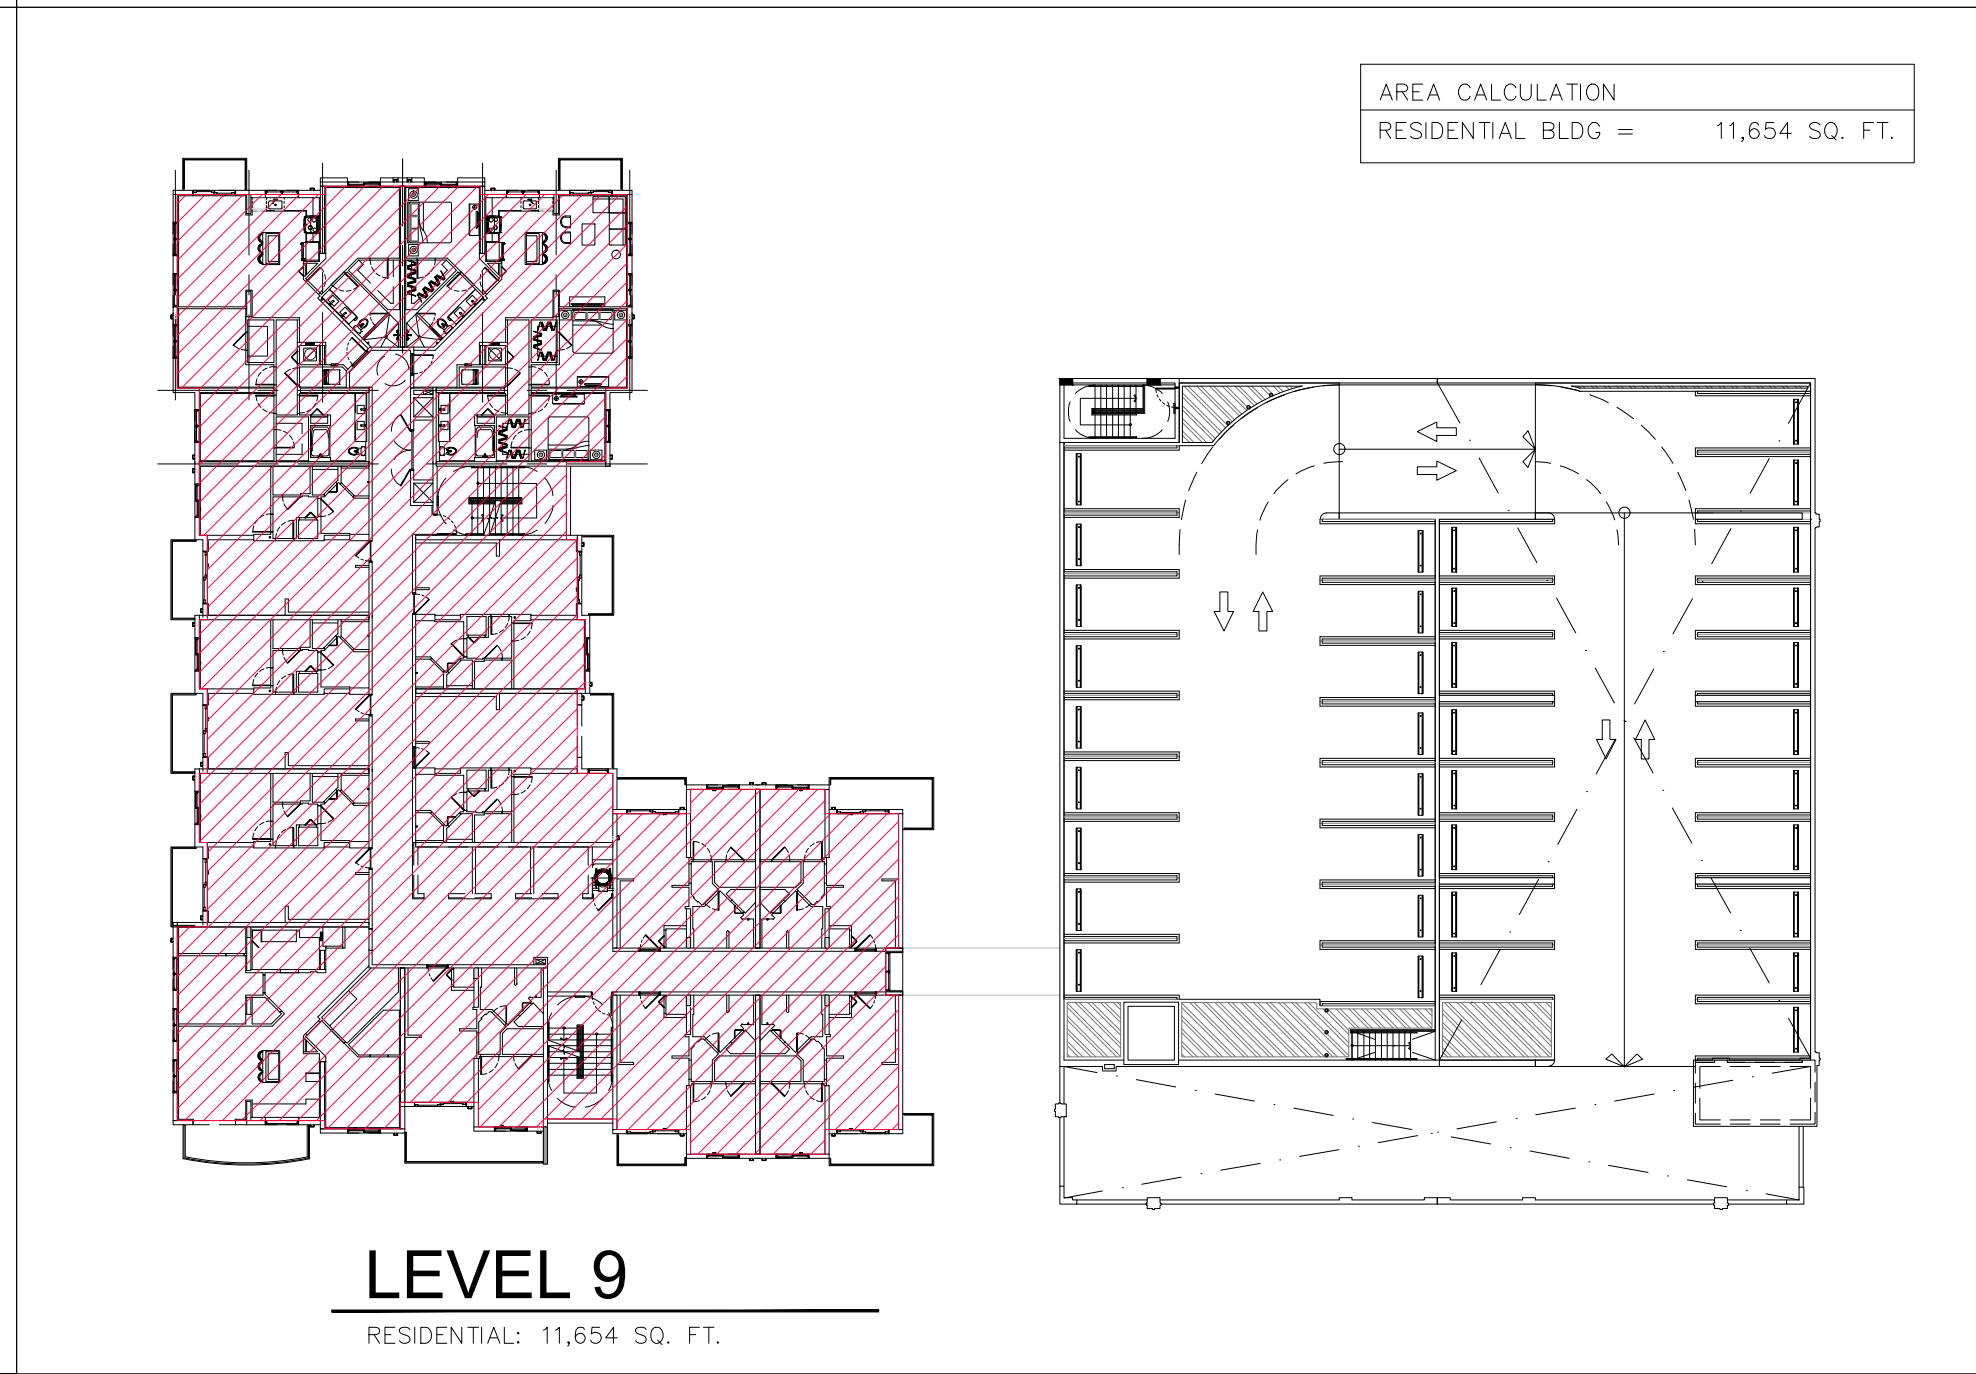 AREA CALCULATION
RESIDENTIAL BLDG = 11,654 SQ. FT.
LEVEL 9
RESIDENTIAL: 11,654 SQ. FT.